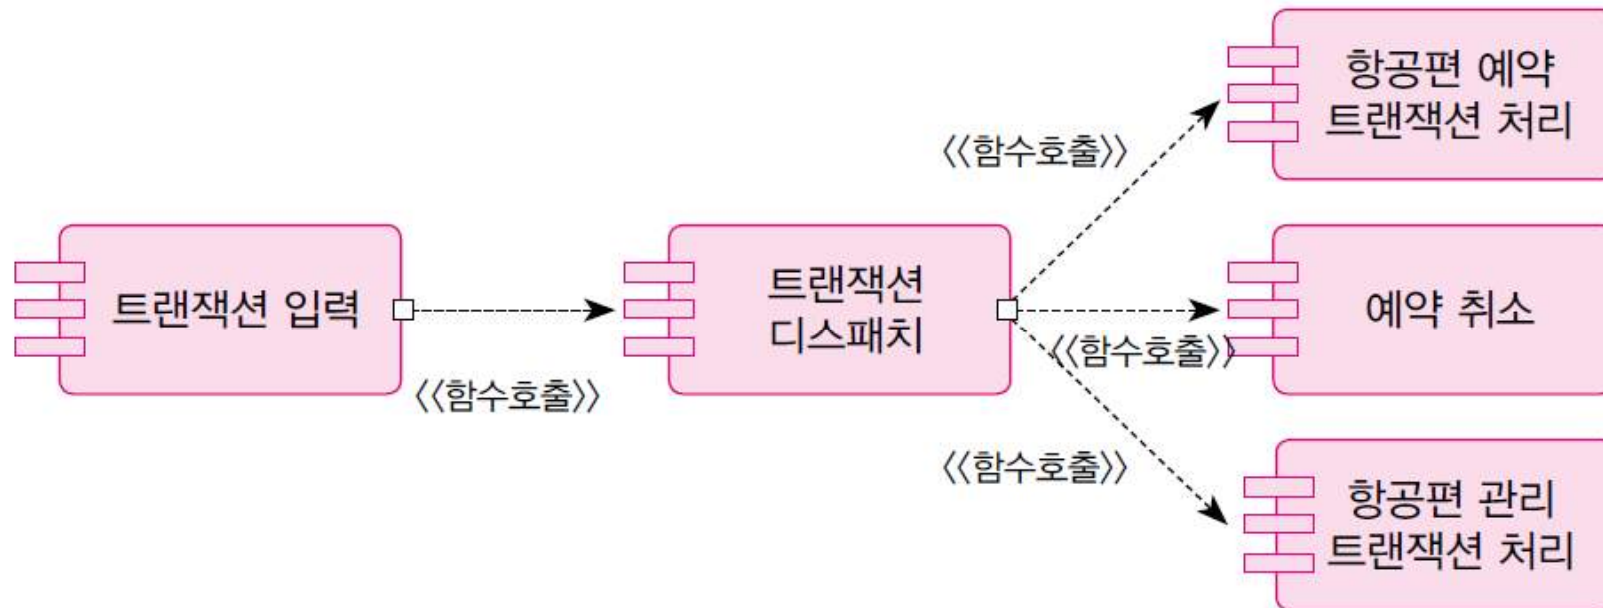 항공편 예약
트랜잭션 처리
〈〈함수호출〉〉
트랜잭션 입력
〈〈함수호출〉〉
트랜잭션
디스패치
예약 취소
〈〈함수호출〉〉
〈〈함수호출〉〉
항공편 관리
트랜잭션 처리